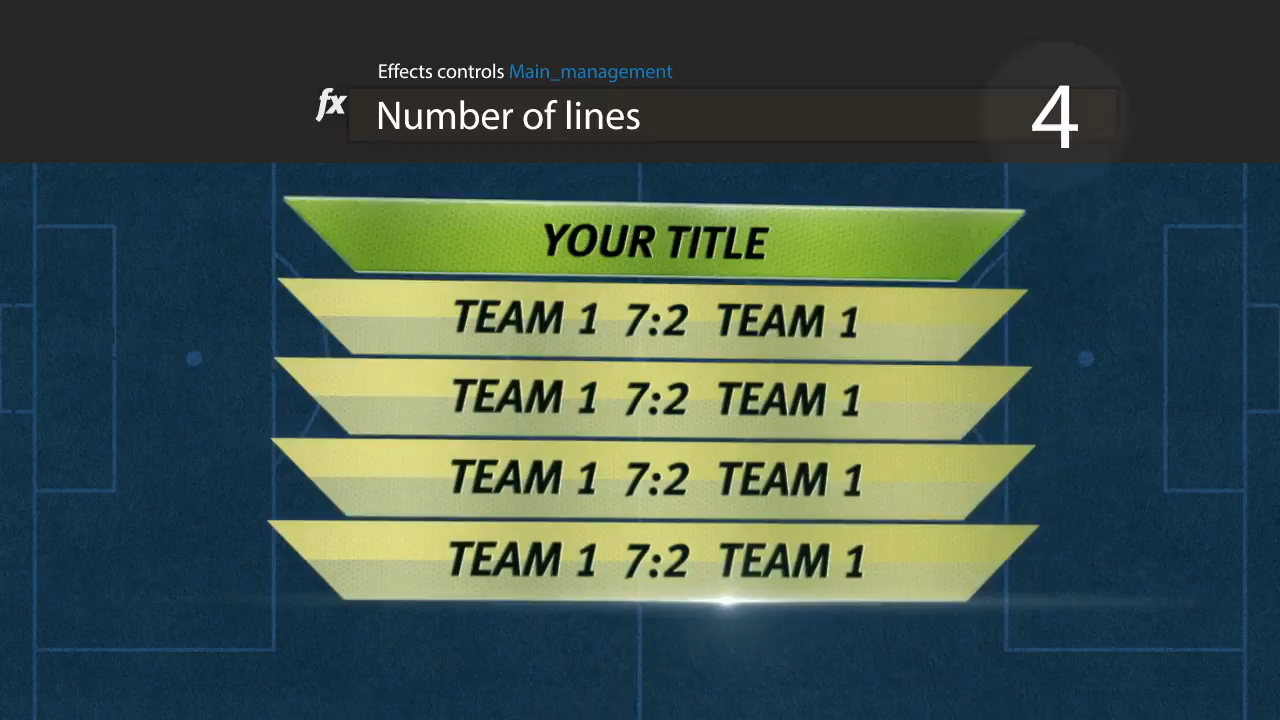 Effects controls Main_management
fx Number of lines 4
YOUR TITLE
TEAM 1 7:2 TEAM 1
TEAM 1 7:2 TEAM 1
TEAM 1 7:2 TEAM 1
TEAM 1 7:2 TEAM 1